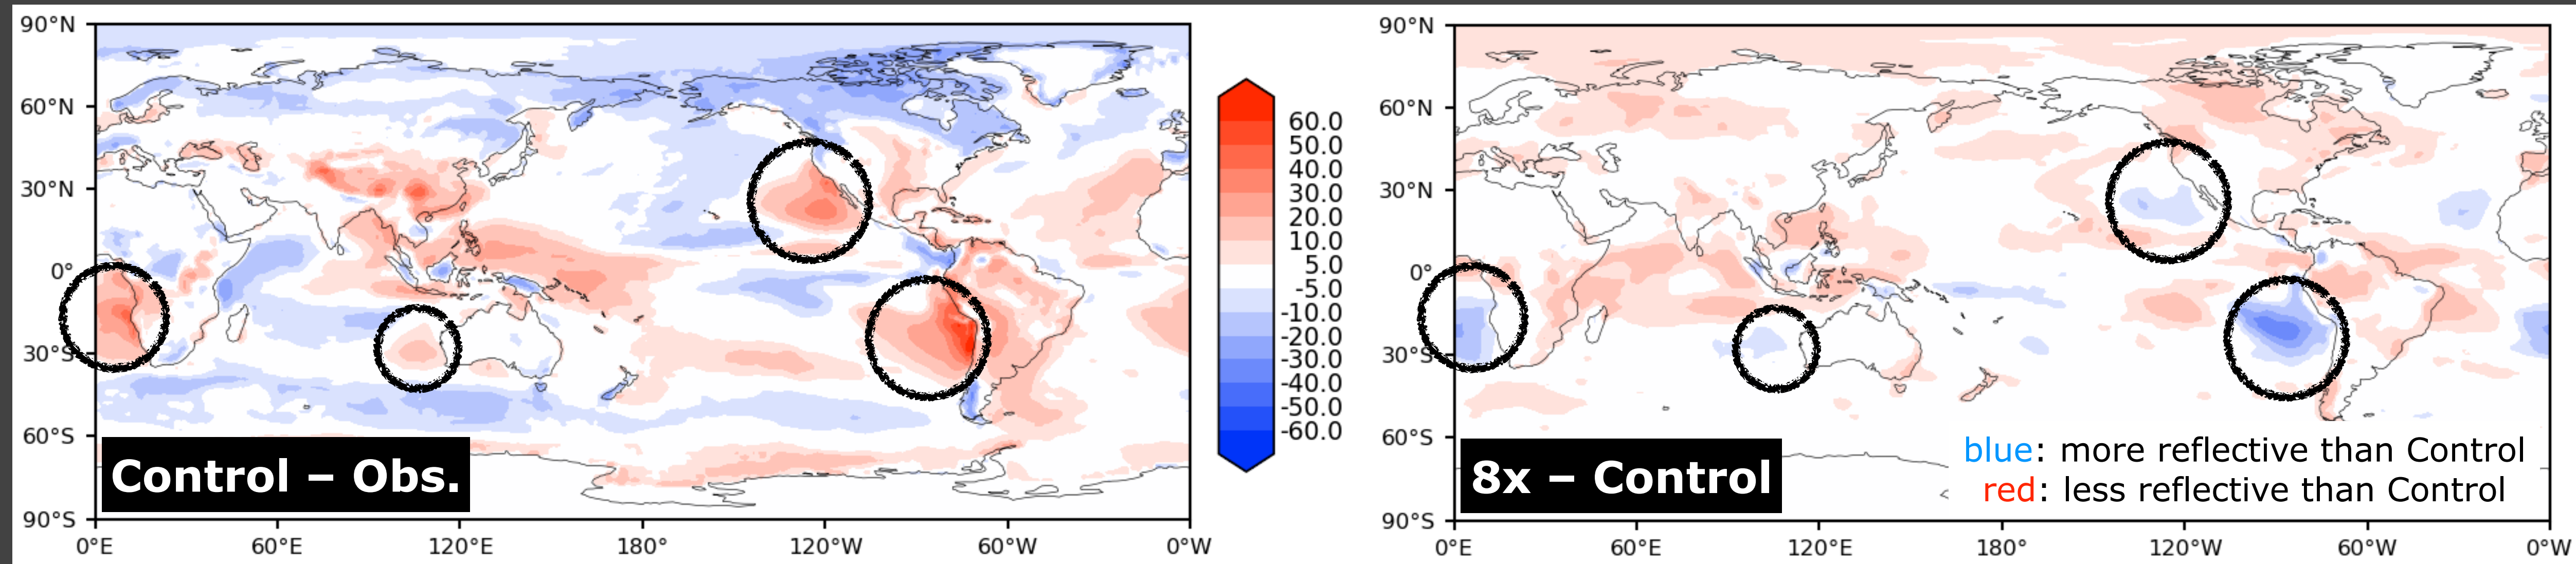 90°N
60°N
30°N
0°
30°S
60°S
90°S
0°E
60°E
120°E
180°
120°W
60°W
0°W
Control – Obs.
60.0
50.0
40.0
30.0
20.0
10.0
5.0
-5.0
-10.0
-20.0
-30.0
-40.0
-50.0
-60.0
90°N
60°N
30°N
0°
30°S
60°S
90°S
0°E
60°E
120°E
180°
120°W
60°W
0°W
8x – Control
blue: more reflective than Control
red: less reflective than Control